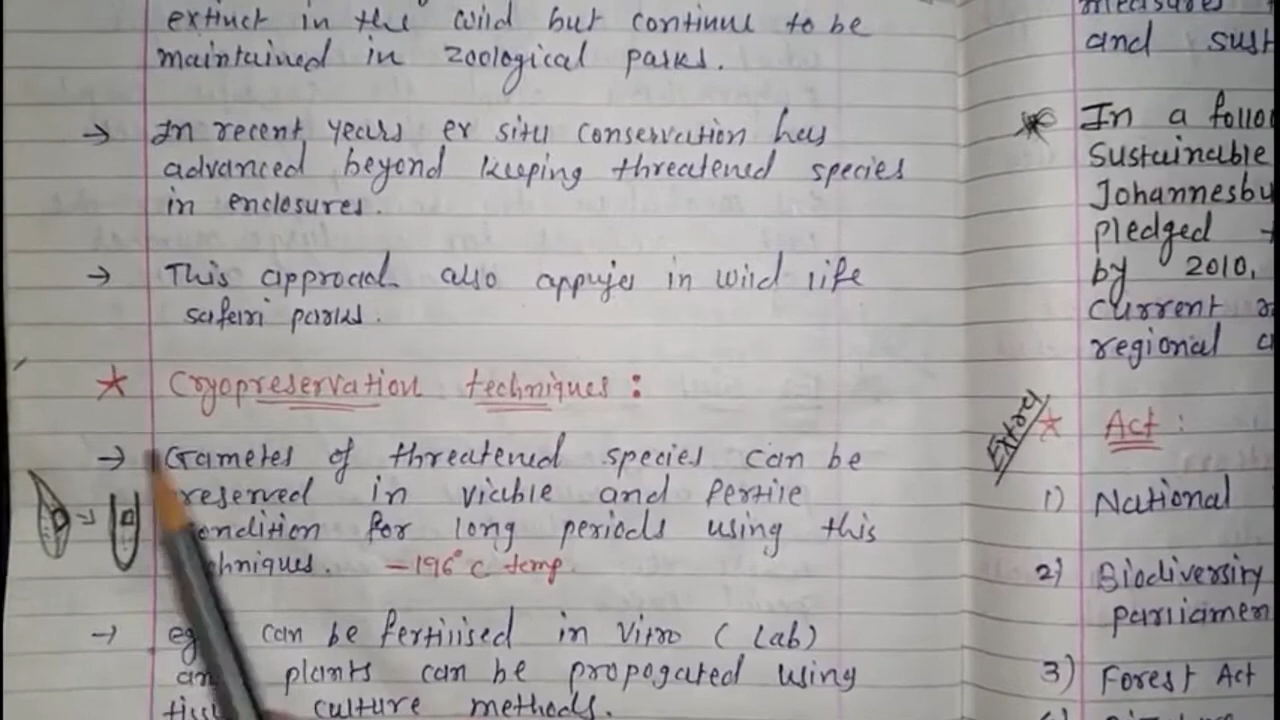 extinct in the wild but continue to be
maintained in zoological parks.
→ In recent years ex situ conservation has
advanced beyond keeping threatened species
in enclosures.
→ This approach also applies in wild life
safari parks.
★ Cryopreservation techniques :
→ Gametes of threatened species can be
reserved in viable and fertile
condition for long periods using this
chniques. -196°C temp
→ can be fertilised in vitro (Lab)
plants can be propogated using
culture methods.
measures
and sust
★ In a follo
Sustainable
Johannesbu
pledged
by 2010,
current
regional
Extra
★ Act :
1) National
2) Biodiversity
parliamen
3) Forest Act